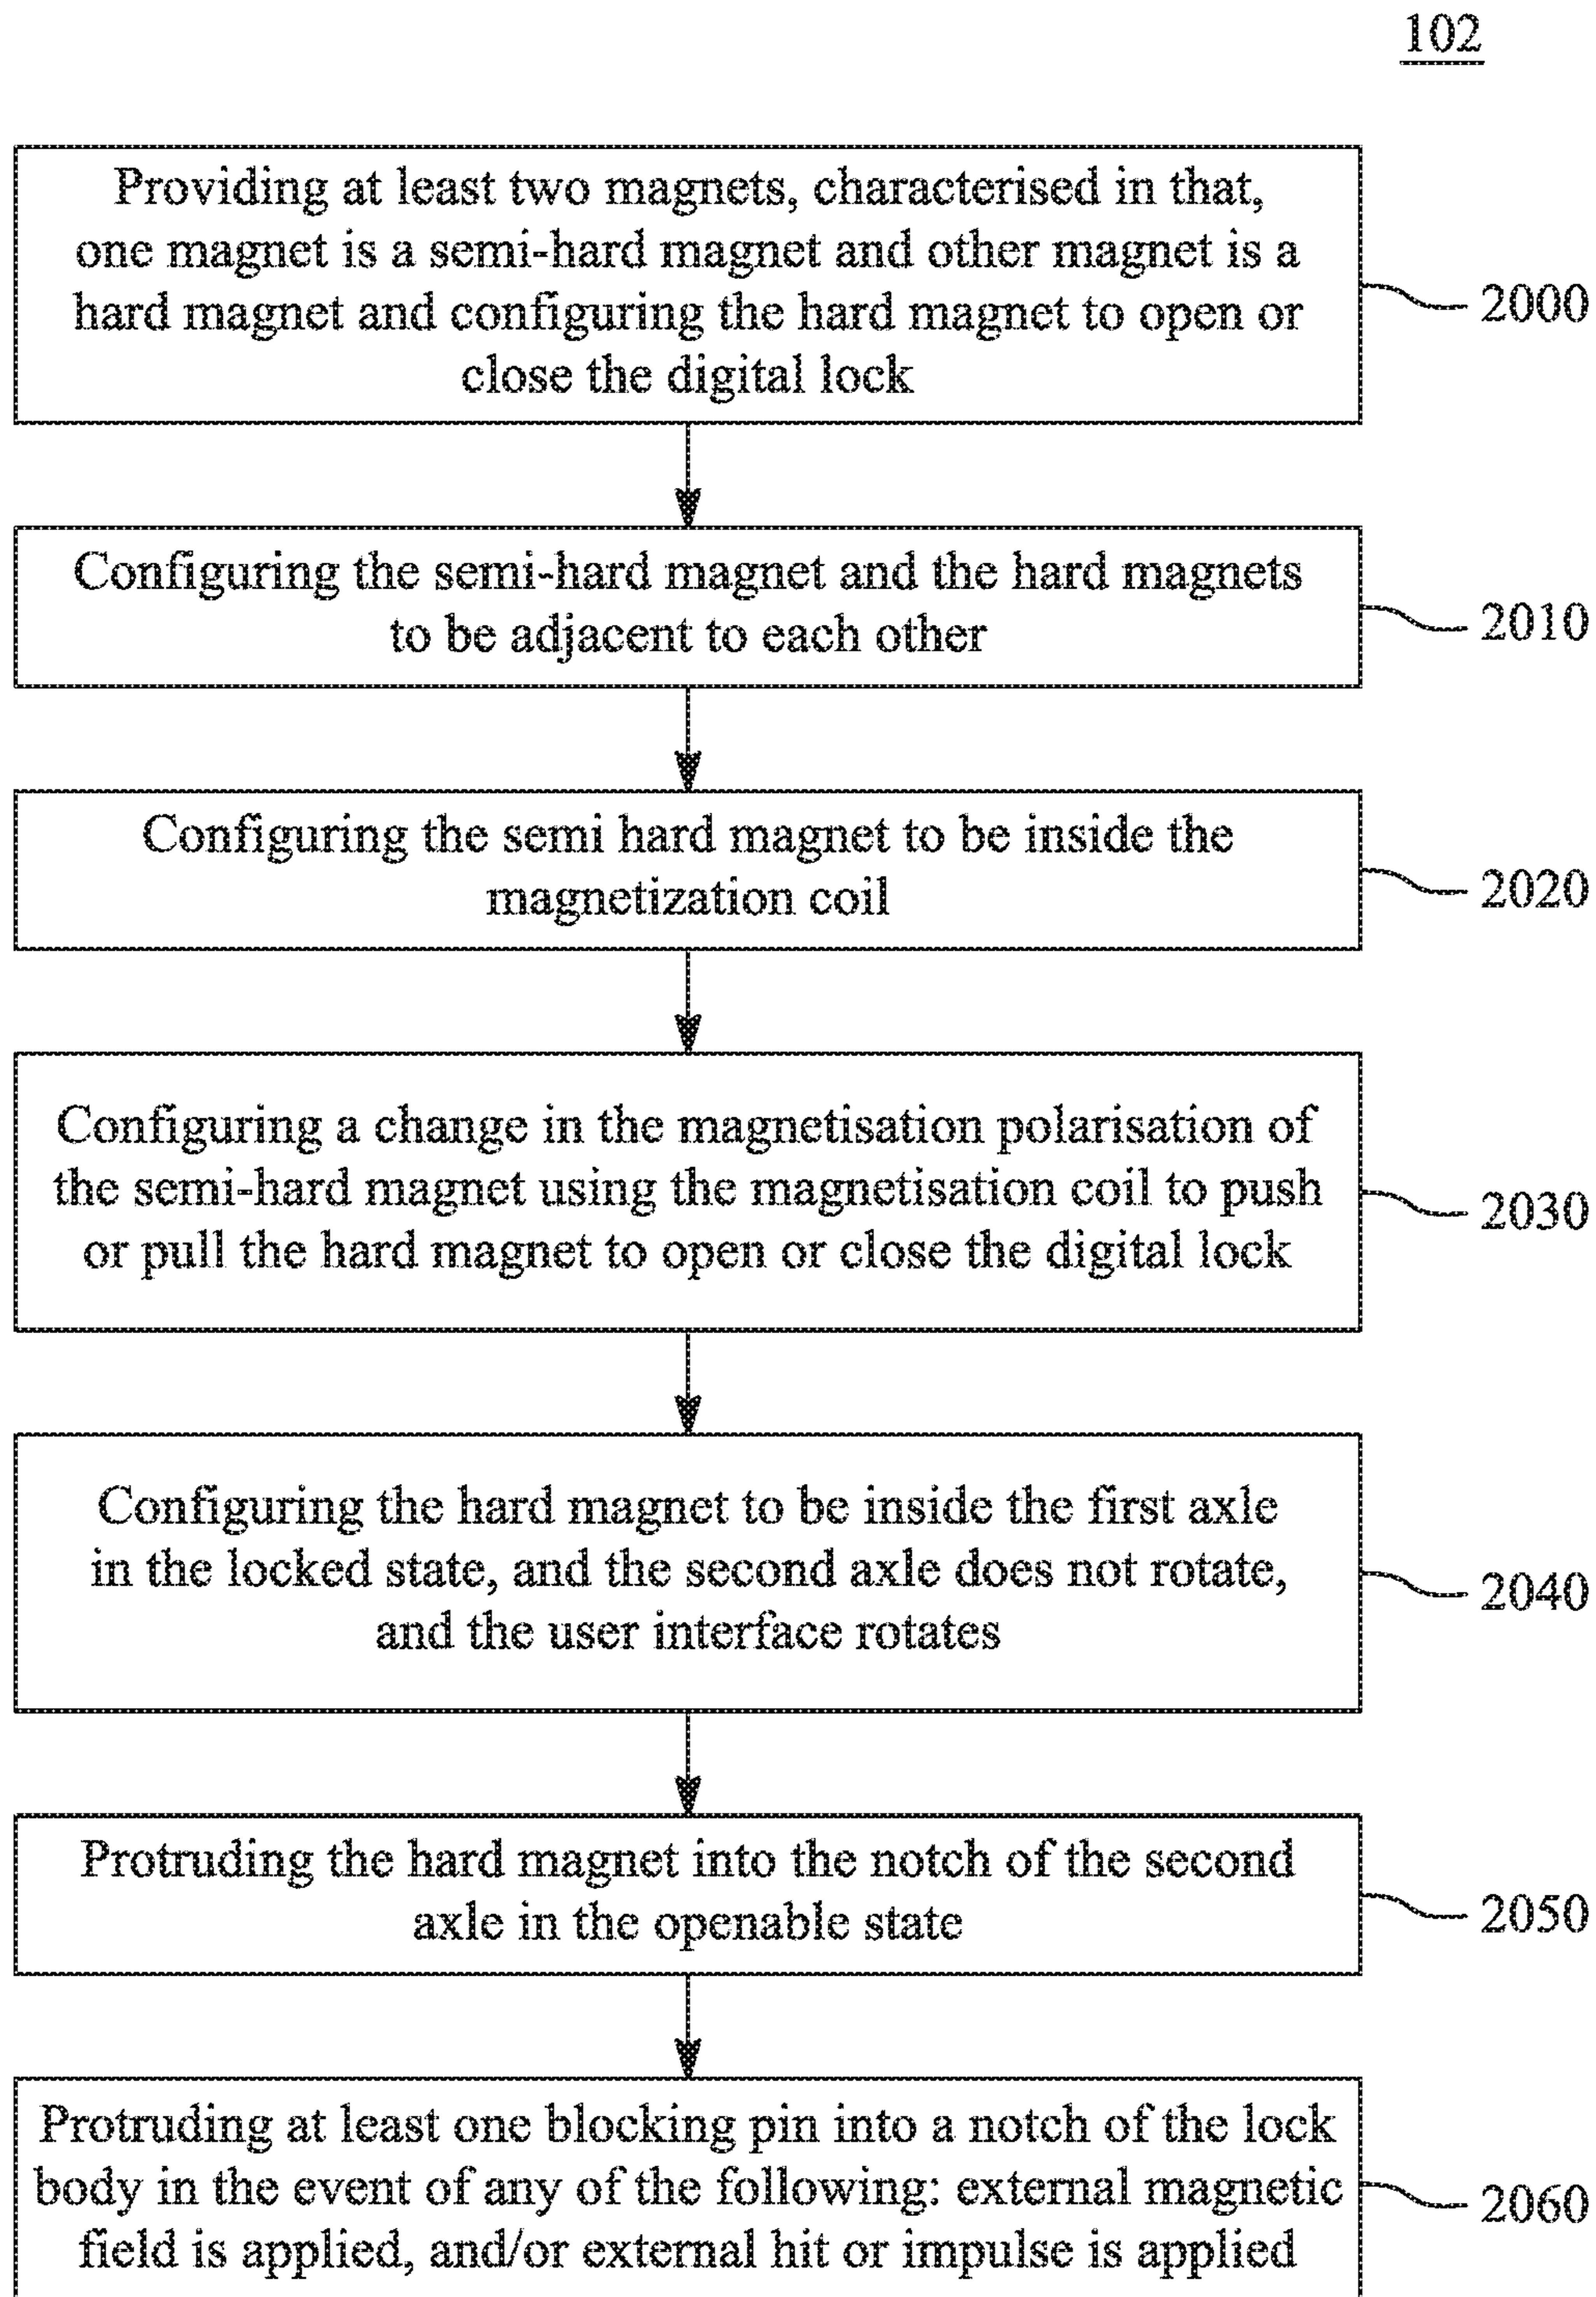 102
Providing at least two magnets, characterised in that,
one magnet is a semi-hard magnet and other magnet is a
hard magnet and configuring the hard magnet to open or
close the digital lock
2000
Configuring the semi-hard magnet and the hard magnets
to be adjacent to each other
2010
Configuring the semi hard magnet to be inside the
magnetization coil
2020
Configuring a change in the magnetisation polarisation of
the semi-hard magnet using the magnetisation coil to push
or pull the hard magnet to open or close the digital lock
2030
Configuring the hard magnet to be inside the first axle
in the locked state, and the second axle does not rotate,
and the user interface rotates
2040
Protruding the hard magnet into the notch of the second
axle in the openable state
2050
Protruding at least one blocking pin into a notch of the lock
body in the event of any of the following: external magnetic
field is applied, and/or external hit or impulse is applied
2060